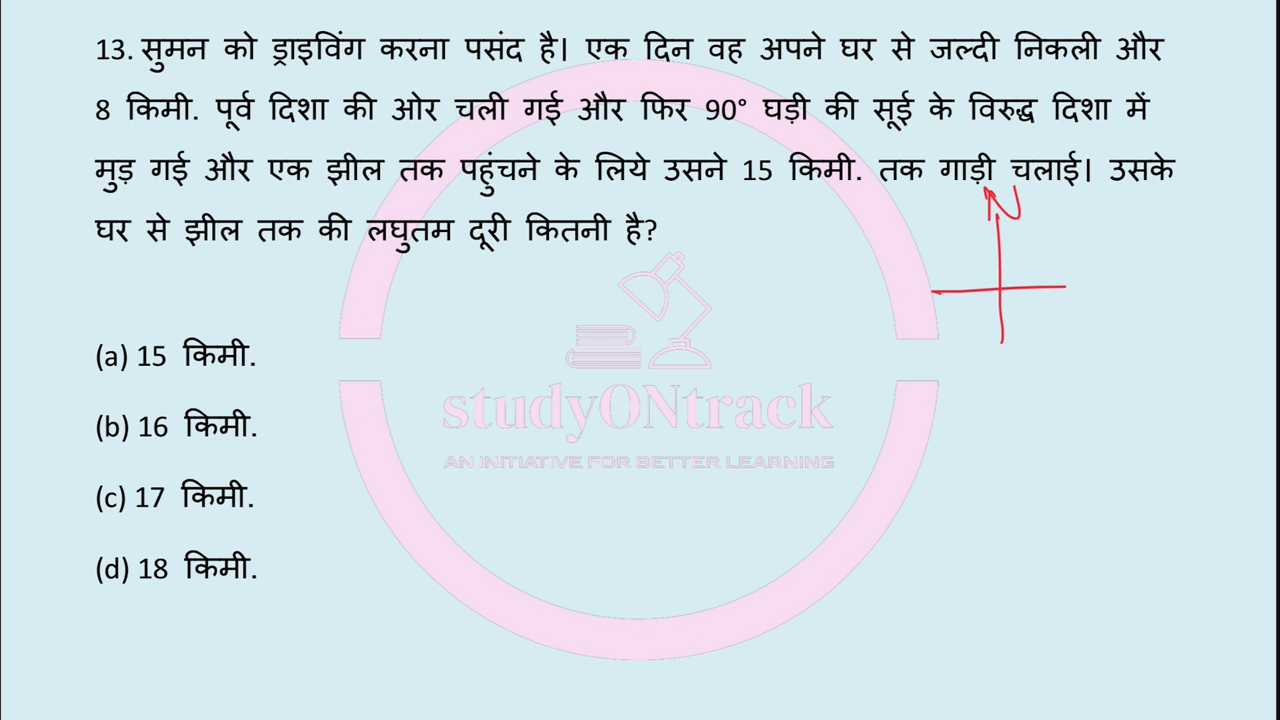 13. सुमन को ड्राइविंग करना पसंद है। एक दिन वह अपने घर से जल्दी निकली और
8 किमी. पूर्व दिशा की ओर चली गई और फिर 90° घड़ी की सूई के विरुद्ध दिशा में
मुड़ गई और एक झील तक पहुंचने के लिये उसने 15 किमी. तक गाड़ी चलाई। उसके
घर से झील तक की लघुतम दूरी कितनी है?
N
(a) 15 किमी.
(b) 16 किमी.
(c) 17 किमी.
(d) 18 किमी.
studyONtrack
AN INITIATIVE FOR BETTER LEARNING